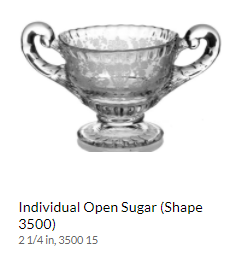 Individual Open Sugar (Shape
3500)
2 1/4 in, 3500 15